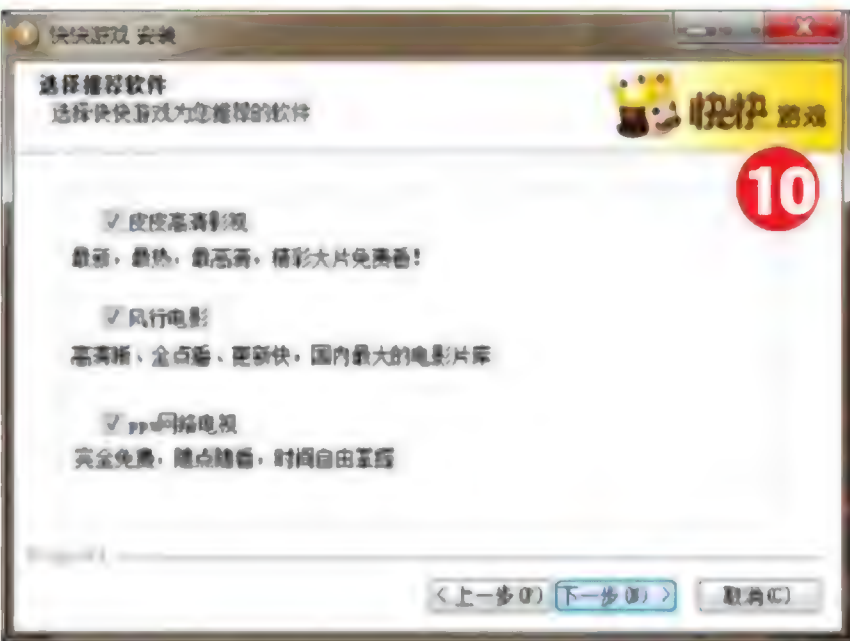 快快游戏 安装
选择推荐软件
选择快快游戏为您推荐的软件
快快 游戏
10
皮皮高清影视
最新,最热,最高清,精彩大片免费看!
风行电影
高清晰、全点播、更新快,国内最大的电影片库
网络电视
完全免费,随点随看,时间自由掌握
<上一步(P)
下一步(N) >
取消(C)